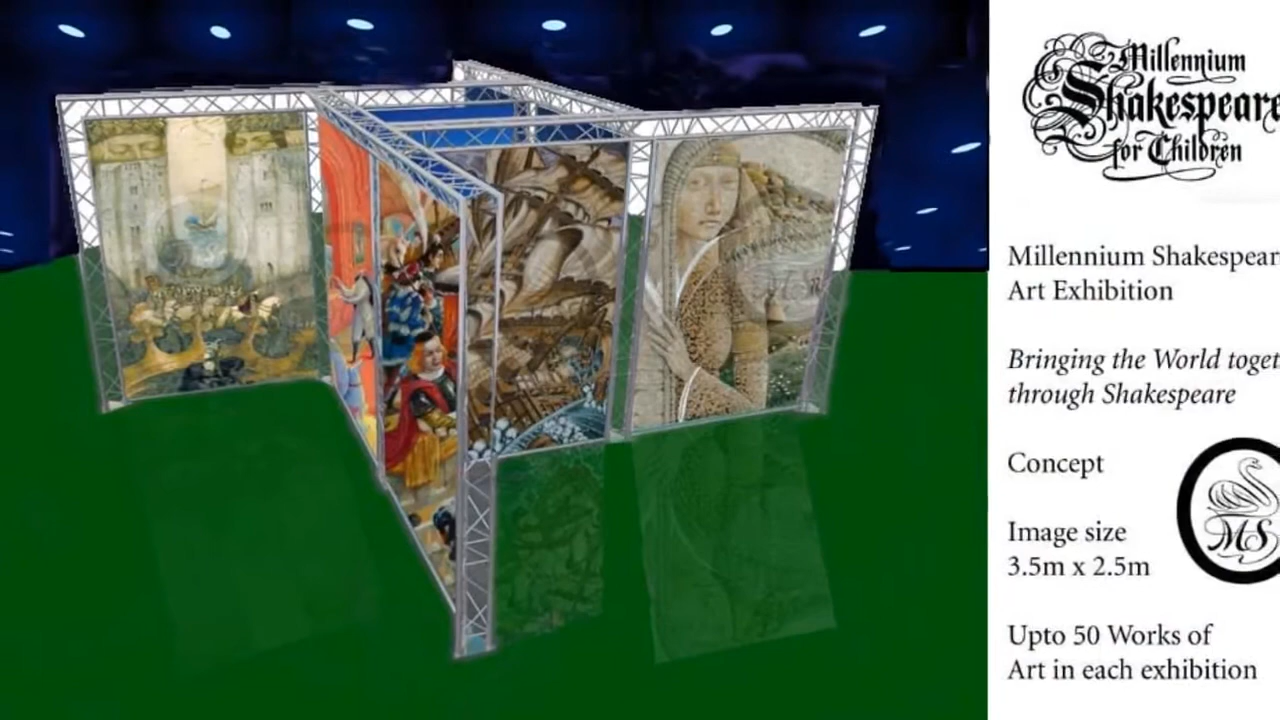 Millennium
Shakespeare
for Children
Millennium Shakespear
Art Exhibition
Bringing the World toget
through Shakespeare
Concept
MS
Image size
3.5m x 2.5m
Upto 50 Works of
Art in each exhibition